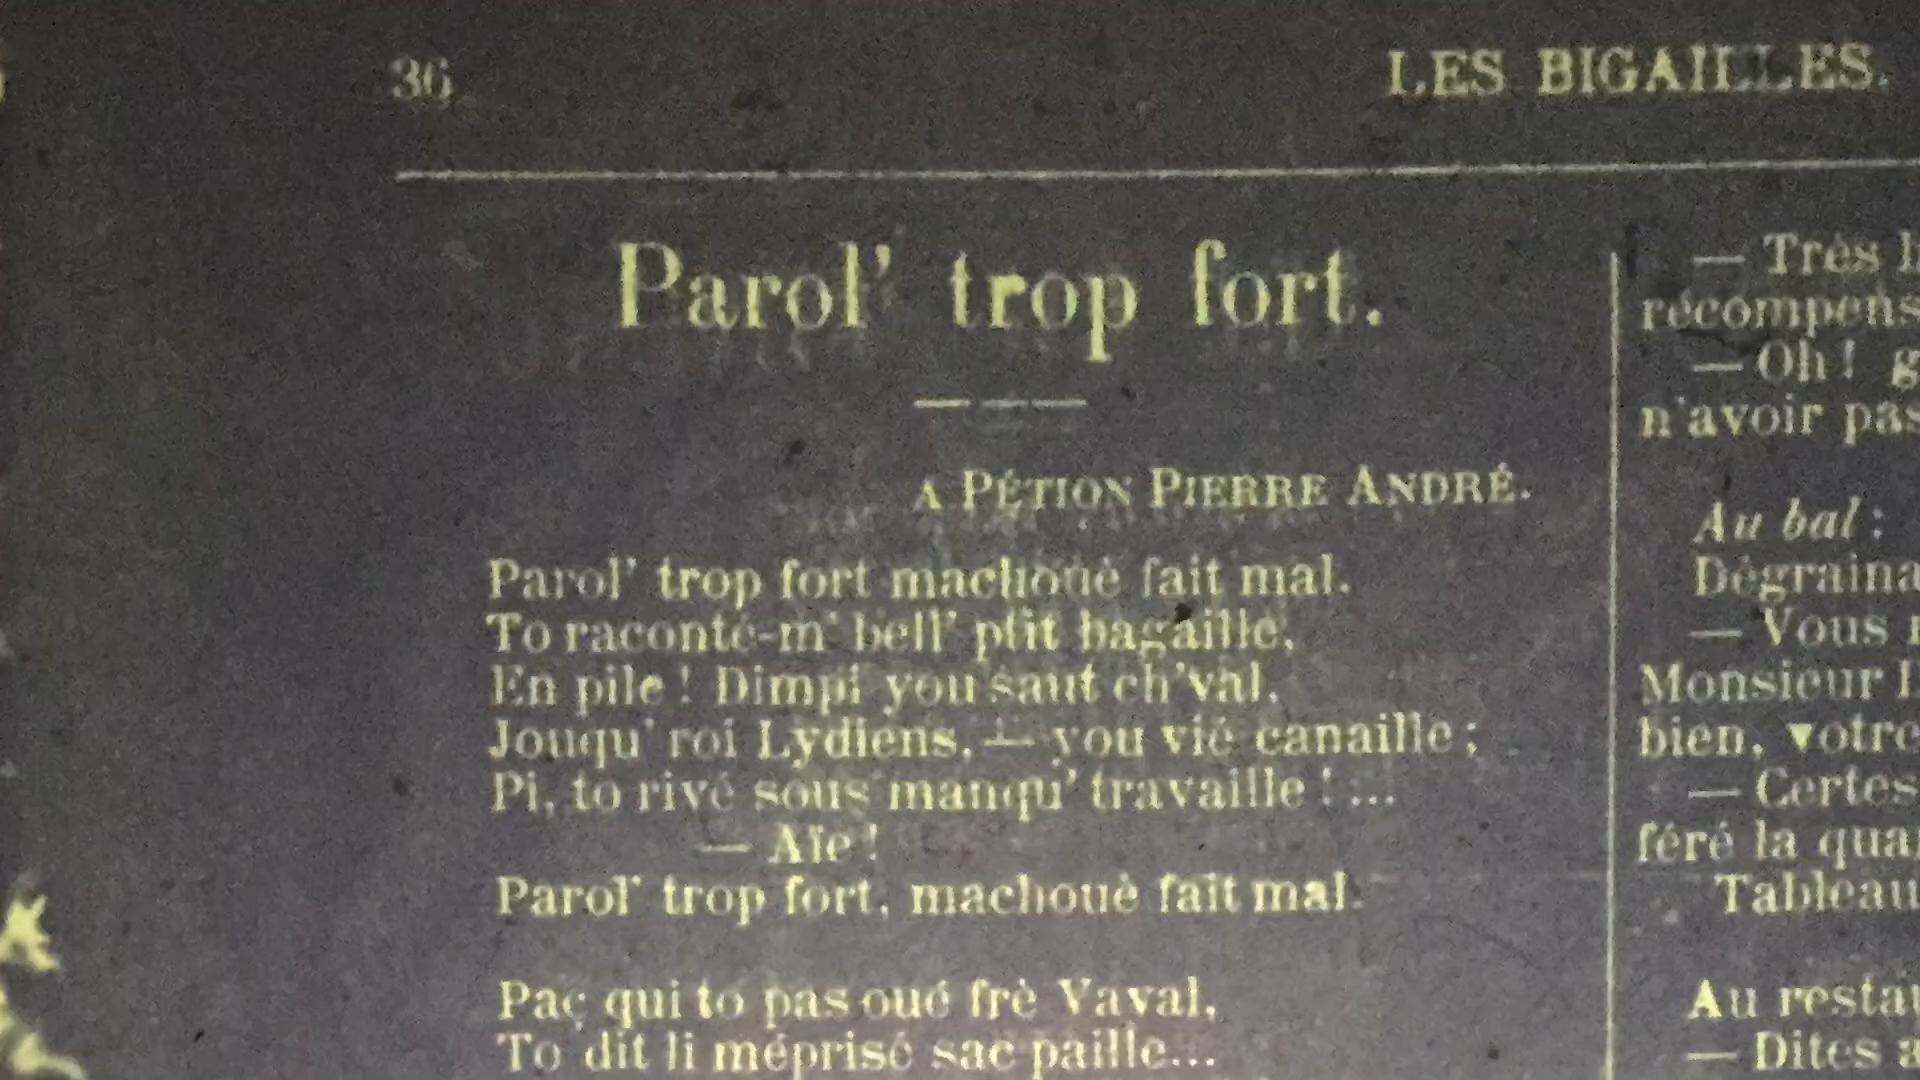 36
LES BIGAILLES.
Parol' trop fort.
A PÉTION PIERRE ANDRÉ.
Parol' trop fort machouè fait mal.
To raconté-m' bell' ptit bagaille,
En pile ! Dimpi you saut ch'val,
Jouqu' roi Lydiens, — you vié canaille ;
Pi, to rivé sous manqu' travaille !...
— Aïe !
Parol' trop fort, machouè fait mal.
Paç qui to pas oué frè Vaval,
To dit li méprisé sac paille...
— Très
récompens
— Oh !
n'avoir pas
Au bal :
Dégraina
— Vous
Monsieur
bien, votre
— Certes
féré la qua
Tableau
Au restau
— Dites a